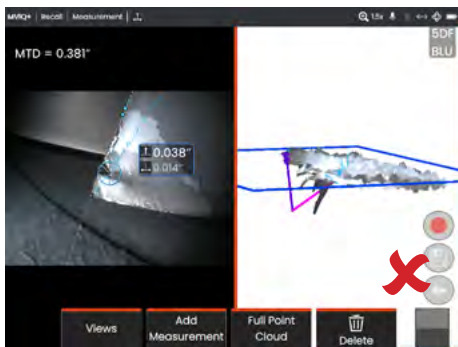 MVIQ+ Recall Measurement
1.5x
5DF
BLU
MTD = 0.381"
0.038"
0.014"
Views
Add
Measurement
Full Point
Cloud
Delete